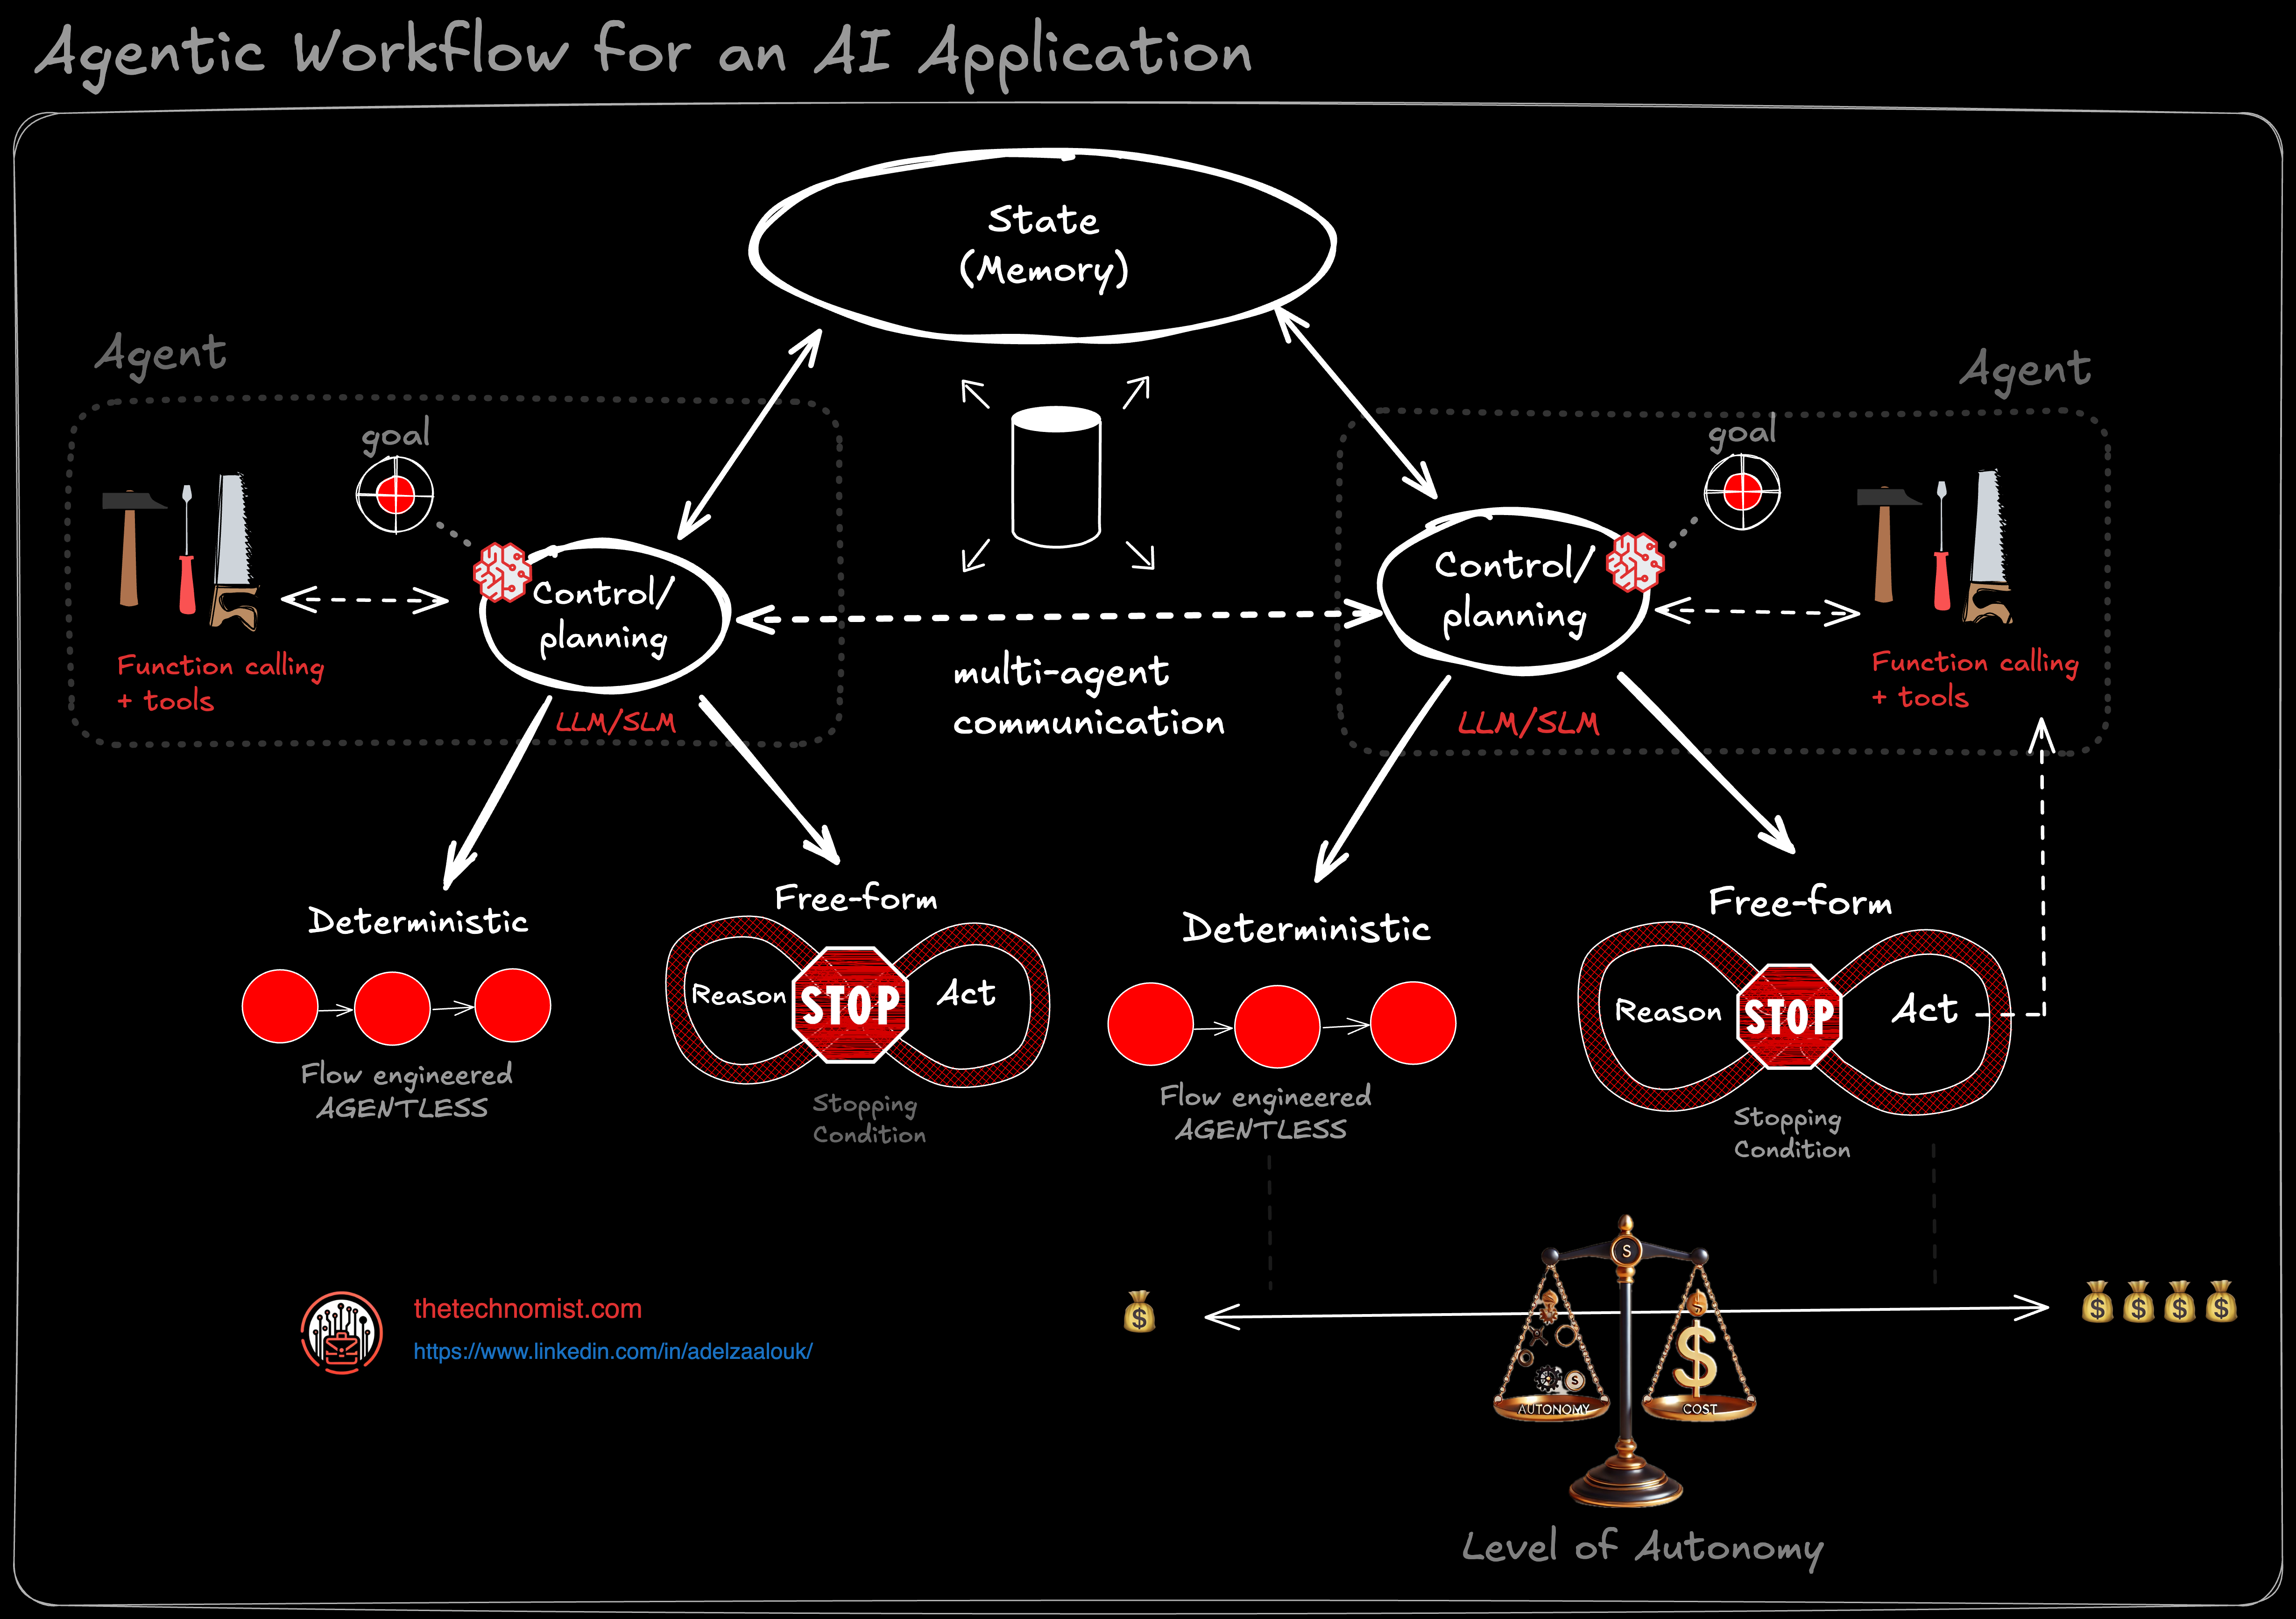 Agentic Workflow for an AI Application
State
(Memory)
Agent
goal
Function calling
+ tools
Control/
planning
LLM/SLM
multi-agent
communication
Agent
goal
Control/
planning
LLM/SLM
Function calling
+ tools
Deterministic
Flow engineered
AGENTLESS
Free-form
Reason
STOP
Act
Stopping
Condition
Deterministic
Flow engineered
AGENTLESS
Free-form
Reason
STOP
Act
Stopping
Condition
thetechnomist.com
https://www.linkedin.com/in/adelzaalouk/
$
S
S
$
AUTONOMY
COST
$ $ $ $
Level of Autonomy